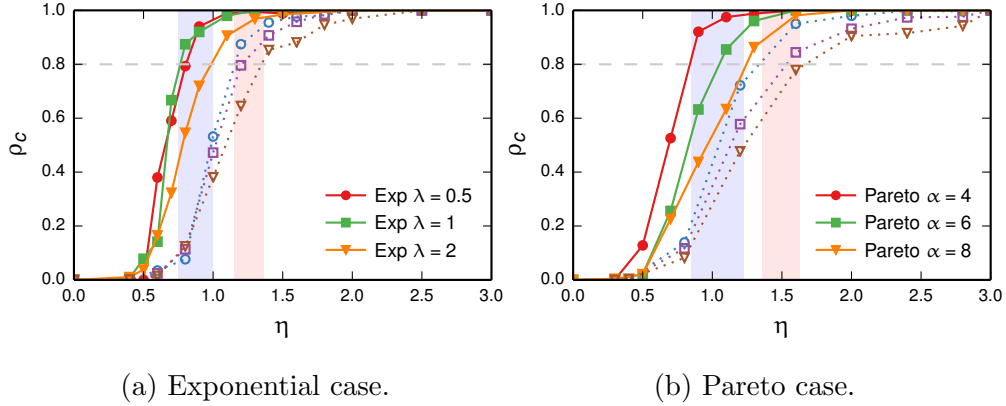 1.0
0.8
0.6
0.4
0.2
0.0
ρc
0.0 0.5 1.0 1.5 2.0 2.5 3.0
η
Exp λ = 0.5
Exp λ = 1
Exp λ = 2
(a) Exponential case.
1.0
0.8
0.6
0.4
0.2
0.0
ρc
0.0 0.5 1.0 1.5 2.0 2.5 3.0
η
Pareto α = 4
Pareto α = 6
Pareto α = 8
(b) Pareto case.